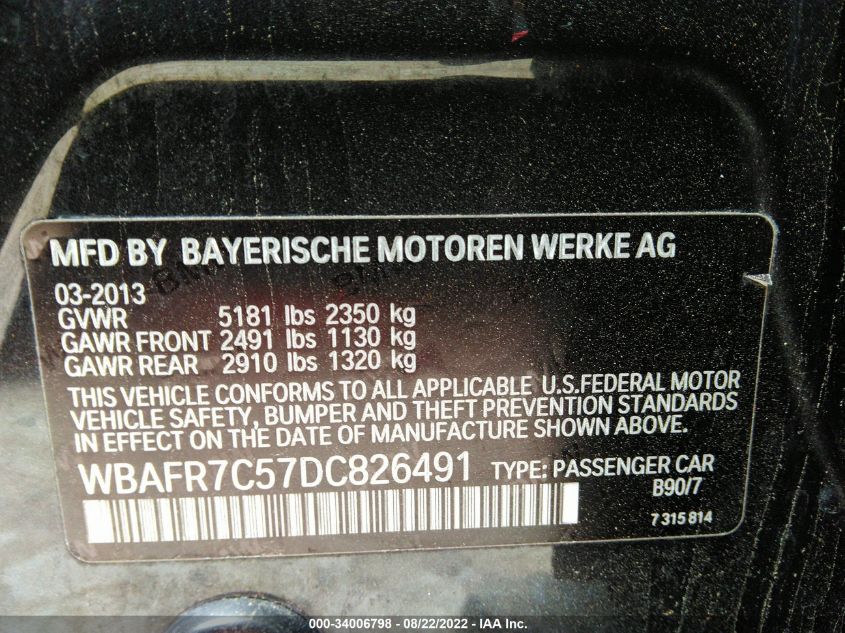 MFD BY BAYERISCHE MOTOREN WERKE AG
03-2013
GVWR 5181 lbs 2350 kg
GAWR FRONT 2491 lbs 1130 kg
GAWR REAR 2910 lbs 1320 kg
THIS VEHICLE CONFORMS TO ALL APPLICABLE U.S.FEDERAL MOTOR
VEHICLE SAFETY, BUMPER AND THEFT PREVENTION STANDARDS
IN EFFECT ON THE DATE OF MANUFACTURE SHOWN ABOVE.
WBAFR7C57DC826491 TYPE: PASSENGER CAR
B90/7
7 315 814
000-34006798 - 08/22/2022 - IAA Inc.